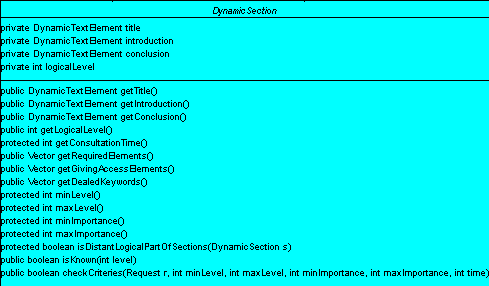 DynamicSection
private DynamicTextElement title
private DynamicTextElement introduction
private DynamicTextElement conclusion
private int logicalLevel
public DynamicTextElement getTitle()
public DynamicTextElement getIntroduction()
public DynamicTextElement getConclusion()
public int getLogicalLevel()
protected int getConsultationTime()
public Vector getRequiredElements()
public Vector getGivingAccessElements()
public Vector getDealedKeywords()
protected int minLevel()
protected int maxLevel()
protected int minImportance()
protected int maxImportance()
protected boolean isDistantLogicalPartOfSections(DynamicSection s)
public boolean isKnown(int level)
public boolean checkCriteries(Request r, int minLevel, int maxLevel, int minImportance, int maxImportance, int time)